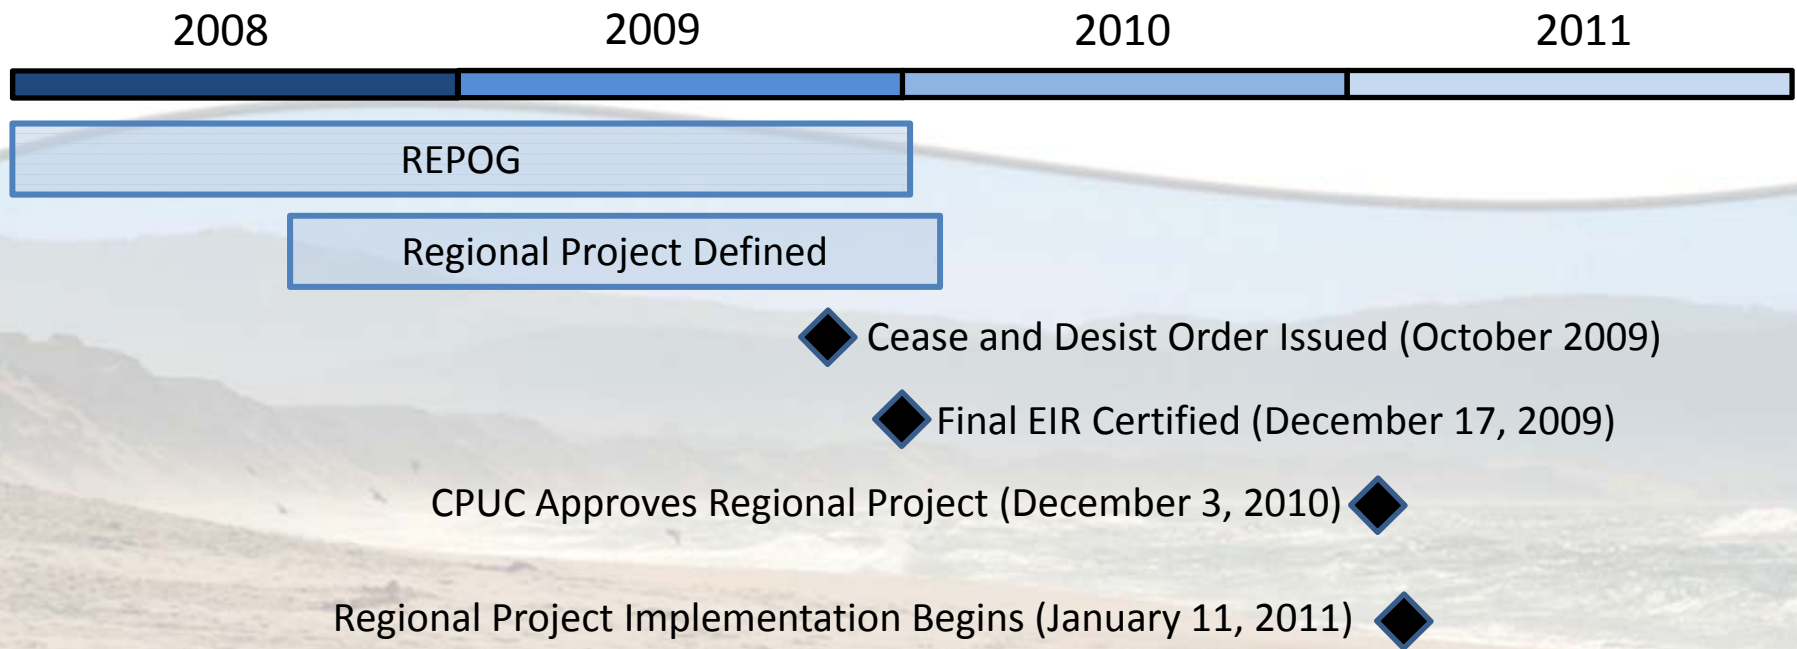 2008 2009 2010 2011
REPOG
Regional Project Defined
Cease and Desist Order Issued (October 2009)
Final EIR Certified (December 17, 2009)
CPUC Approves Regional Project (December 3, 2010)
Regional Project Implementation Begins (January 11, 2011)